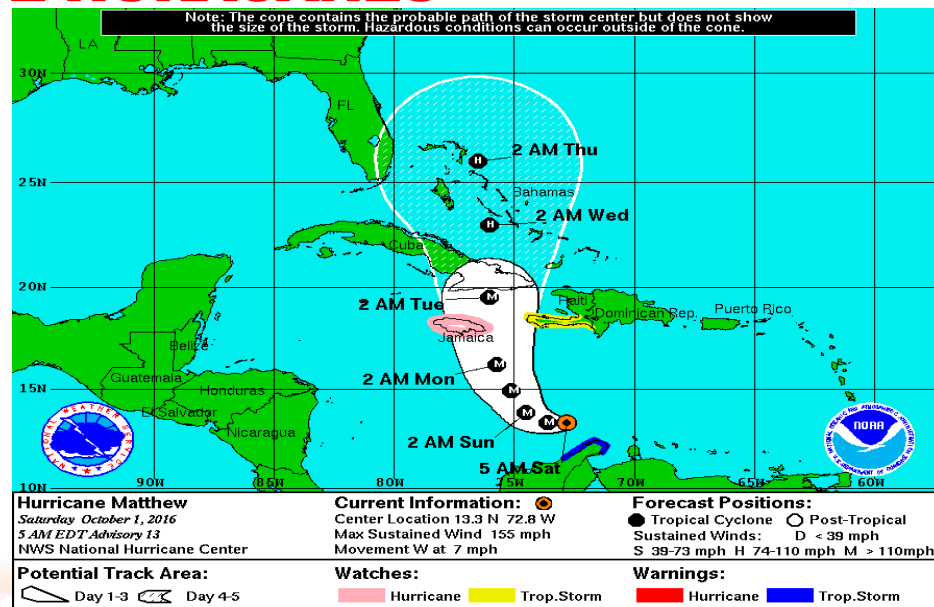 Note: The cone contains the probable path of the storm center but does not show
the size of the storm. Hazardous conditions can occur outside of the cone.
LA
30N
FL
2 AM Thu
25N
Bahamas
2 AM Wed
Cuba
20N
2 AM Tue
Haiti
Dominican Rep.
Puerto Rico
Jamaica
Belize
2 AM Mon
Guatemala
15N
Honduras
El Salvador
Nicaragua
2 AM Sun
5 AM Sat
NATIONAL WEATHER SERVICE
NOAA
10N
90W
85W
80W
75W
70W
65W
60W
Hurricane Matthew
Saturday October 1, 2016
5 AM EDT Advisory 13
NWS National Hurricane Center
Current Information:
Center Location 13.3 N 72.8 W
Max Sustained Wind 155 mph
Movement W at 7 mph
Forecast Positions:
Tropical Cyclone Post-Tropical
Sustained Winds: D < 39 mph
S 39-73 mph H 74-110 mph M > 110mph
Potential Track Area:
Day 1-3 Day 4-5
Watches:
Hurricane Trop.Storm
Warnings:
Hurricane Trop.Storm